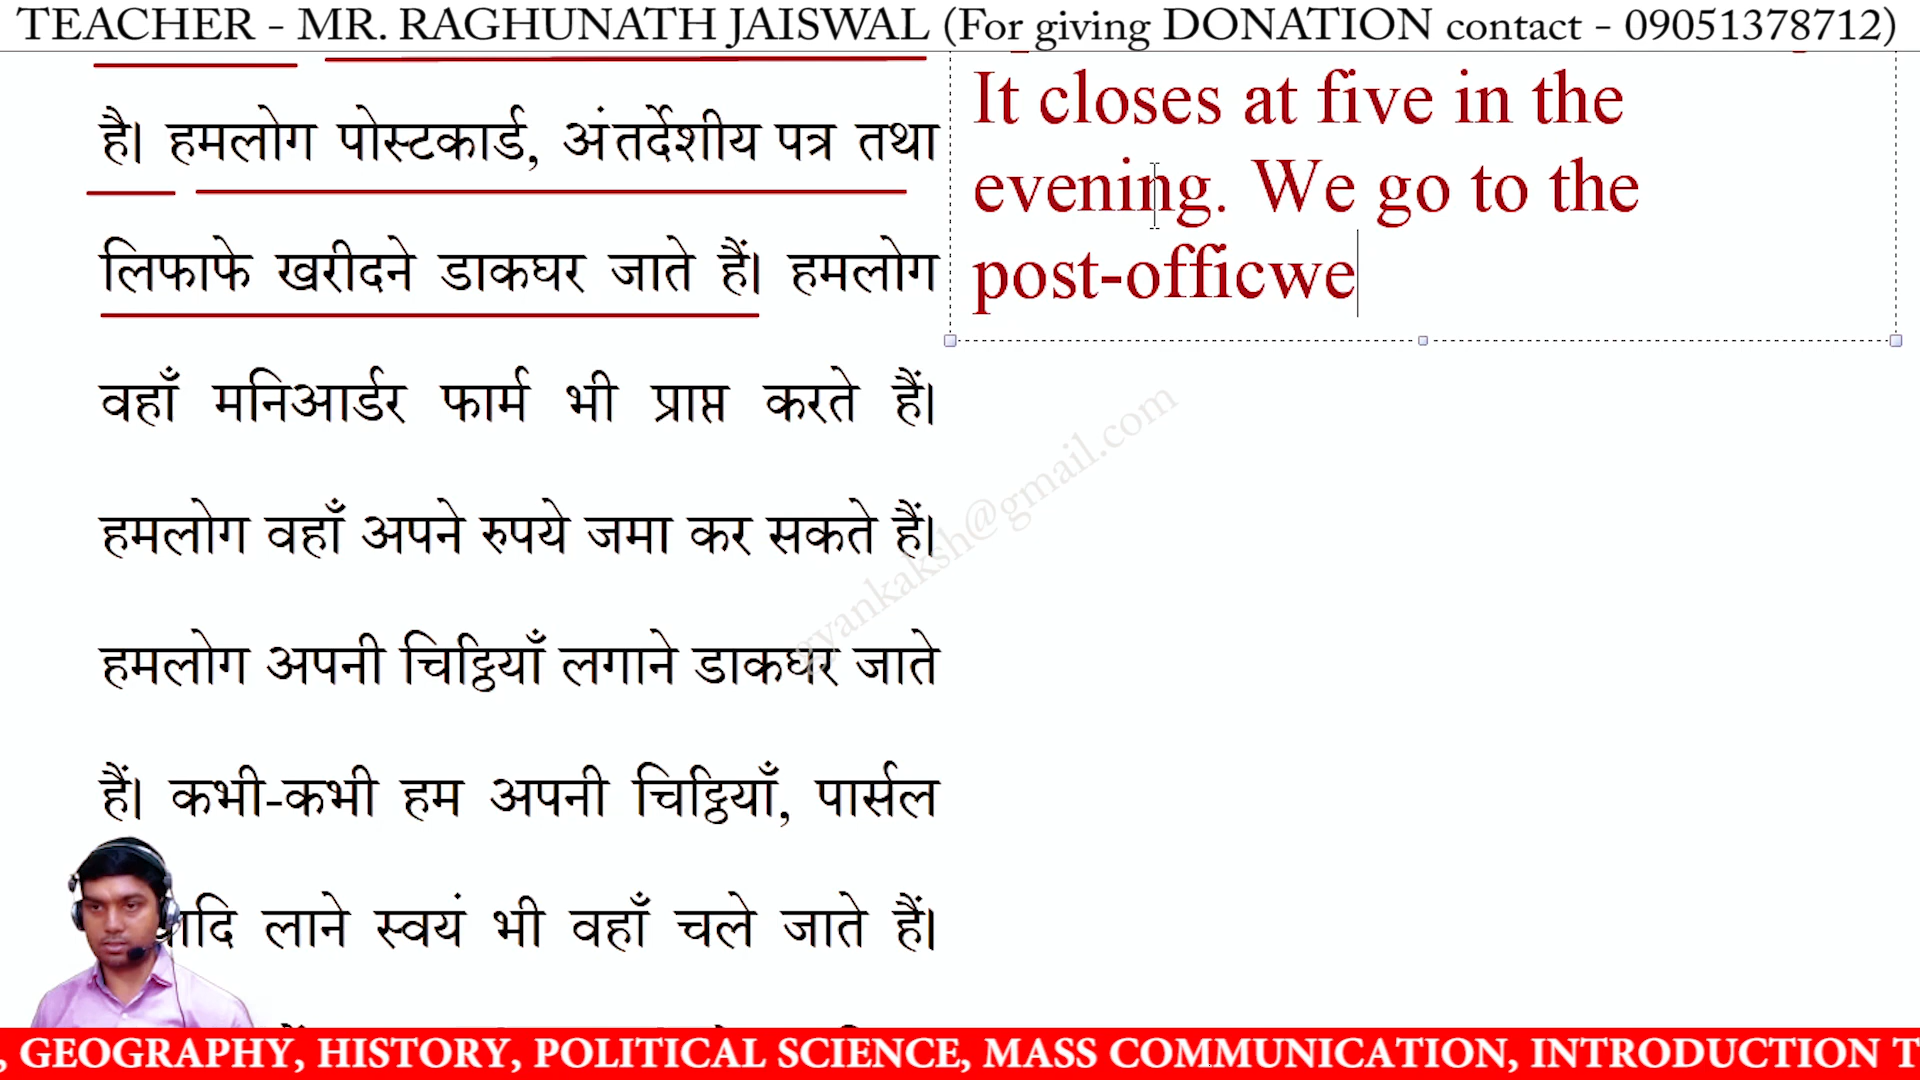 TEACHER - MR. RAGHUNATH JAISWAL (For giving DONATION contact - 09051378712)
है। हमलोग पोस्टकार्ड, अंतर्देशीय पत्र तथा
लिफाफे खरीदने डाकघर जाते हैं। हमलोग
वहाँ मनिआर्डर फार्म भी प्राप्त करते हैं।
हमलोग वहाँ अपने रुपये जमा कर सकते हैं।
हमलोग अपनी चिट्ठियाँ लगाने डाकघर जाते
हैं। कभी-कभी हम अपनी चिट्ठियाँ, पार्सल
लाने स्वयं भी वहाँ चले जाते हैं।
It closes at five in the
evening. We go to the
post-officwe
gyankaksh@gmail.com
, GEOGRAPHY, HISTORY, POLITICAL SCIENCE, MASS COMMUNICATION, INTRODUCTION T